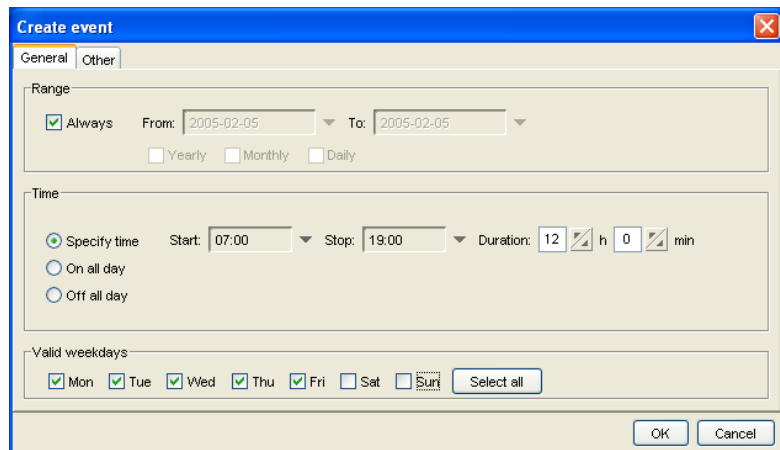 Create event
General Other
Range
Always From: 2005-02-05 To: 2005-02-05
Yearly Monthly Daily
Time
Specify time Start: 07:00 Stop: 19:00 Duration: 12 h 0 min
On all day
Off all day
Valid weekdays
Mon Tue Wed Thu Fri Sat Sun Select all
OK Cancel